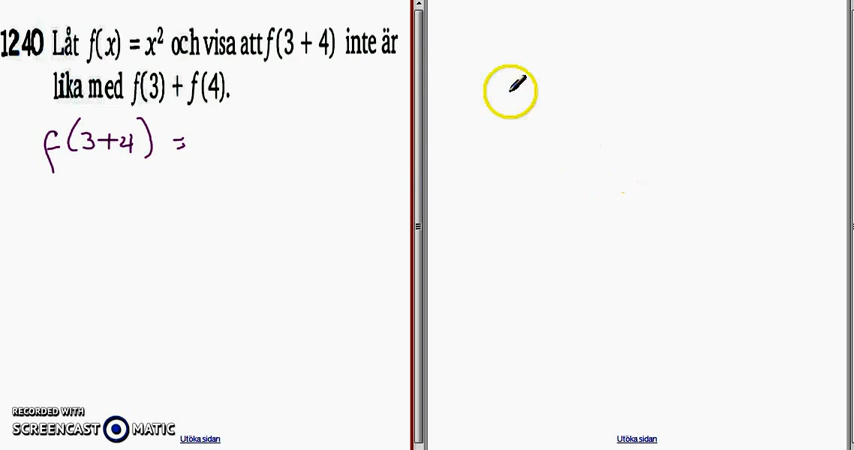 1240 Låt f(x) = x² och visa att f(3 + 4) inte är
lika med f(3) + f(4).
f(3+4) =
RECORDED WITH
SCREENCAST MATIC
Utöka sidan
Utöka sidan